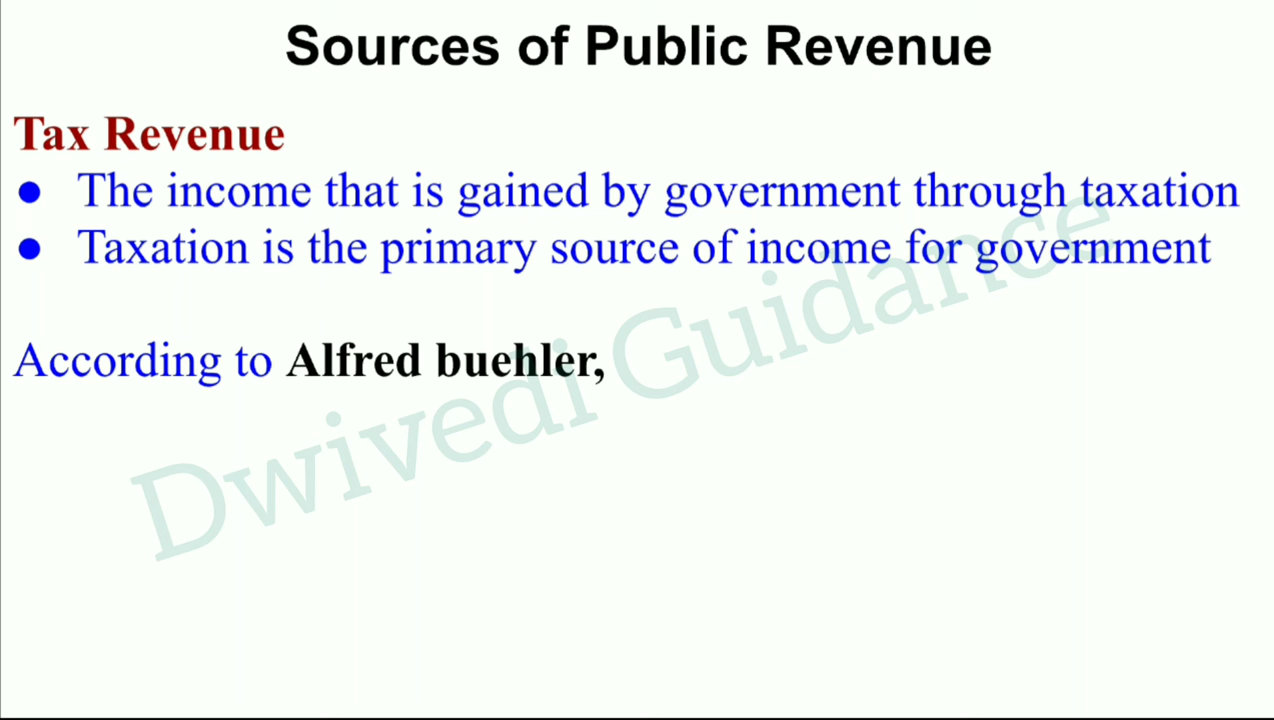 Sources of Public Revenue
Tax Revenue
● The income that is gained by government through taxation
● Taxation is the primary source of income for government
According to Alfred buehler,
Dwivedi Guidance